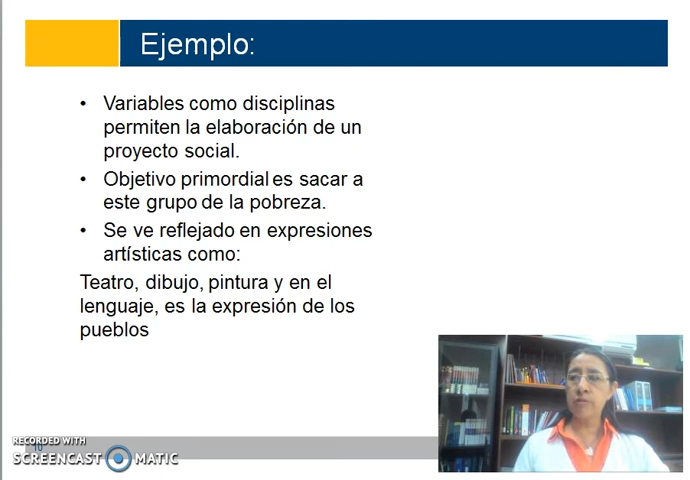 Ejemplo:
• Variables como disciplinas
permiten la elaboración de un
proyecto social.
• Objetivo primordial es sacar a
este grupo de la pobreza.
• Se ve reflejado en expresiones
artísticas como:
Teatro, dibujo, pintura y en el
lenguaje, es la expresión de los
pueblos
RECORDED WITH
SCREENCAST MATIC